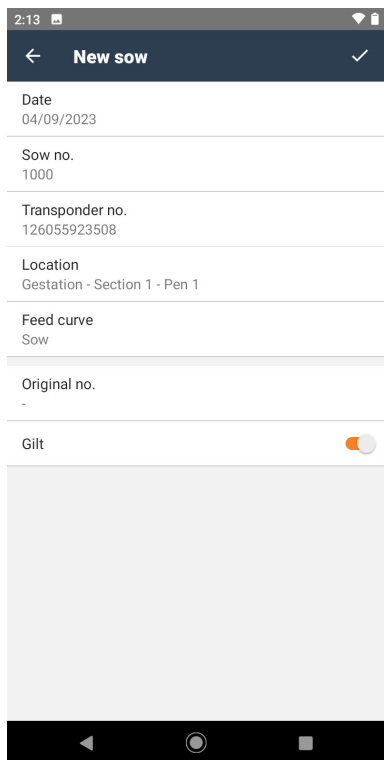 2:13
New sow
Date
04/09/2023
Sow no.
1000
Transponder no.
126055923508
Location
Gestation - Section 1 - Pen 1
Feed curve
Sow
Original no.
-
Gilt